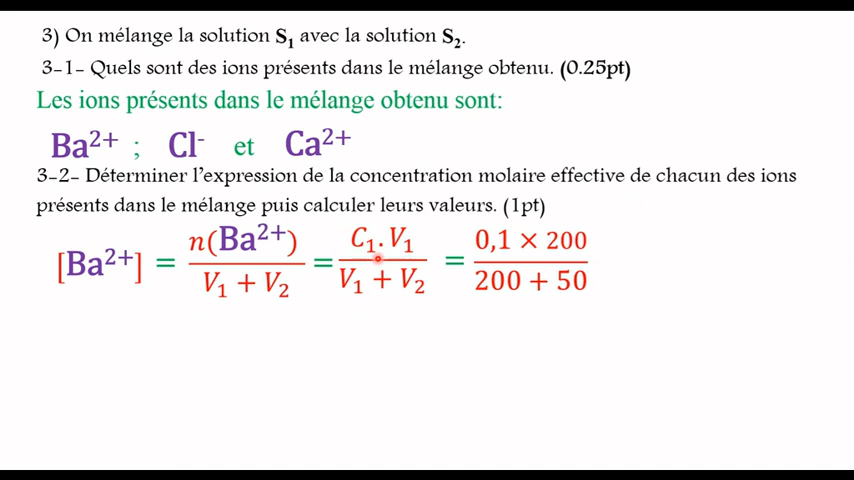 3) On mélange la solution S₁ avec la solution S₂.
3-1- Quels sont des ions présents dans le mélange obtenu. (0.25pt)
Les ions présents dans le mélange obtenu sont:
Ba²⁺ ; Cl⁻ et Ca²⁺
3-2- Déterminer l'expression de la concentration molaire effective de chacun des ions
présents dans le mélange puis calculer leurs valeurs. (1pt)
[Ba²⁺] = n(Ba²⁺) / V₁ + V₂ = C₁.V₁ / V₁ + V₂ = 0,1 × 200 / 200 + 50